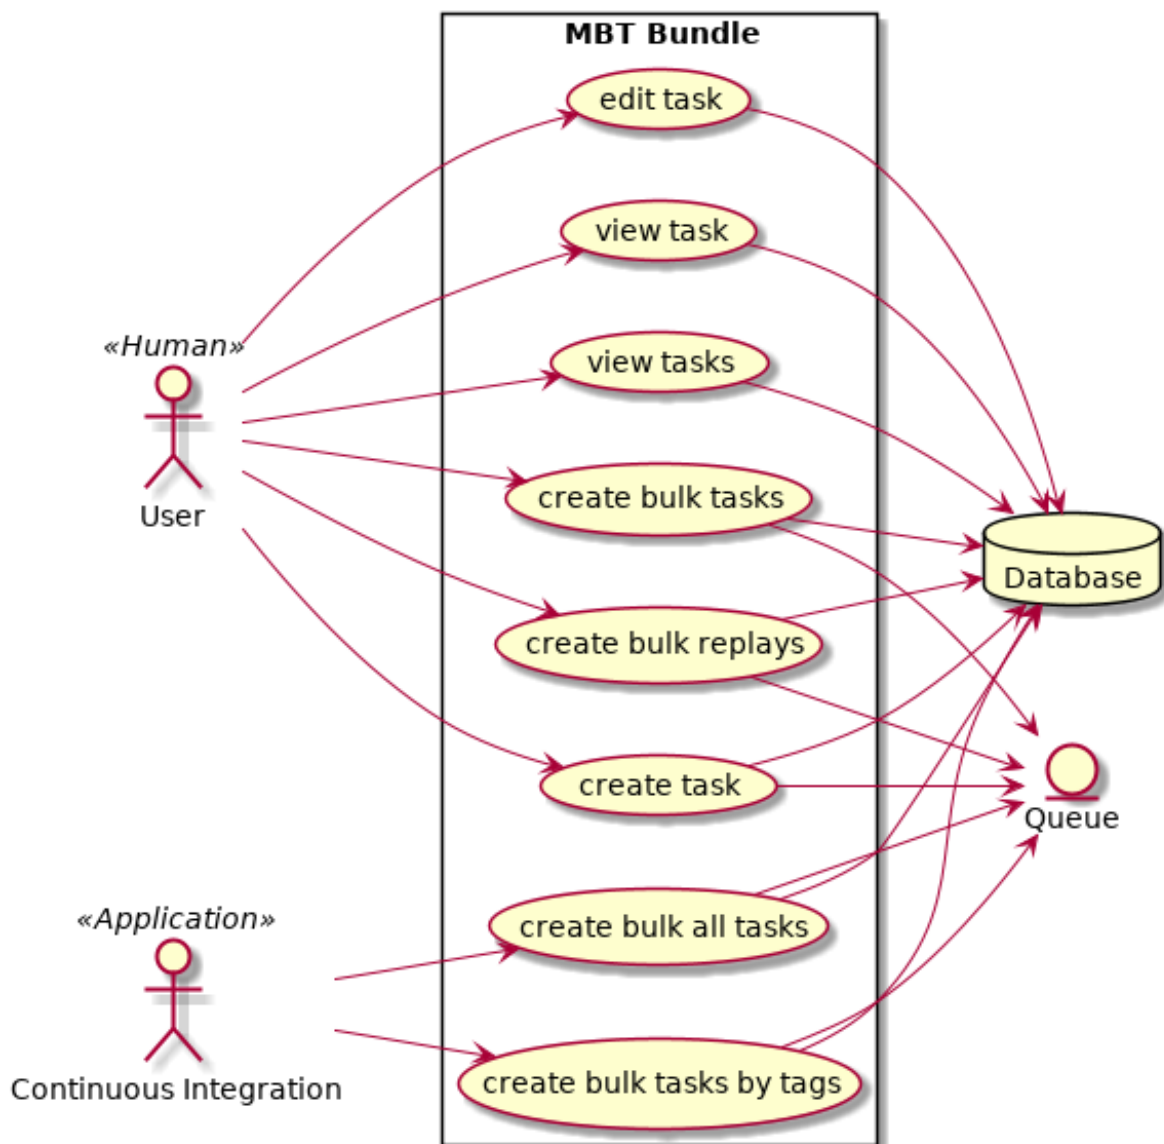 MBT Bundle
edit task
view task
view tasks
«Human»
User
create bulk tasks
Database
create bulk replays
create task
Queue
«Application»
Continuous Integration
create bulk all tasks
create bulk tasks by tags